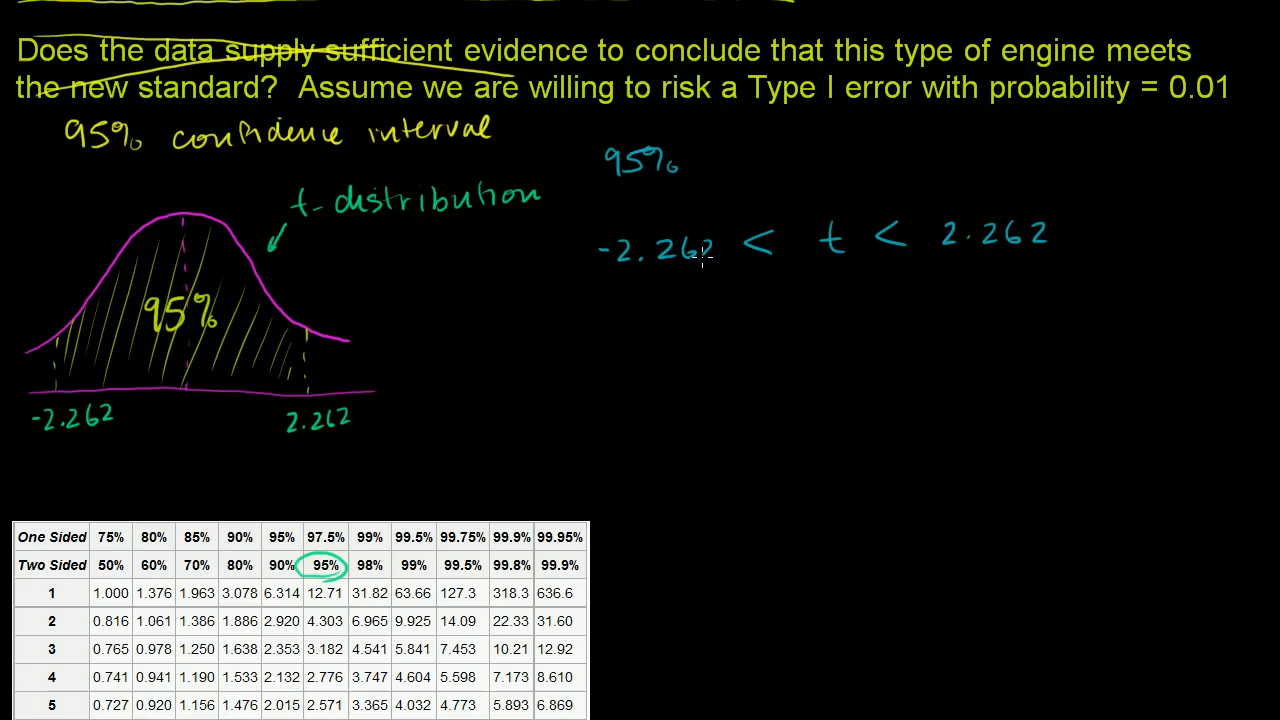 Does the data supply sufficient evidence to conclude that this type of engine meets
the new standard? Assume we are willing to risk a Type I error with probability = 0.01
95% confidence interval
95%
t-distribution
-2.262 < t < 2.262
95%
-2.262 2.262
One Sided 75% 80% 85% 90% 95% 97.5% 99% 99.5% 99.75% 99.9% 99.95%
Two Sided 50% 60% 70% 80% 90% 95% 98% 99% 99.5% 99.8% 99.9%
1 1.000 1.376 1.963 3.078 6.314 12.71 31.82 63.66 127.3 318.3 636.6
2 0.816 1.061 1.386 1.886 2.920 4.303 6.965 9.925 14.09 22.33 31.60
3 0.765 0.978 1.250 1.638 2.353 3.182 4.541 5.841 7.453 10.21 12.92
4 0.741 0.941 1.190 1.533 2.132 2.776 3.747 4.604 5.598 7.173 8.610
5 0.727 0.920 1.156 1.476 2.015 2.571 3.365 4.032 4.773 5.893 6.869